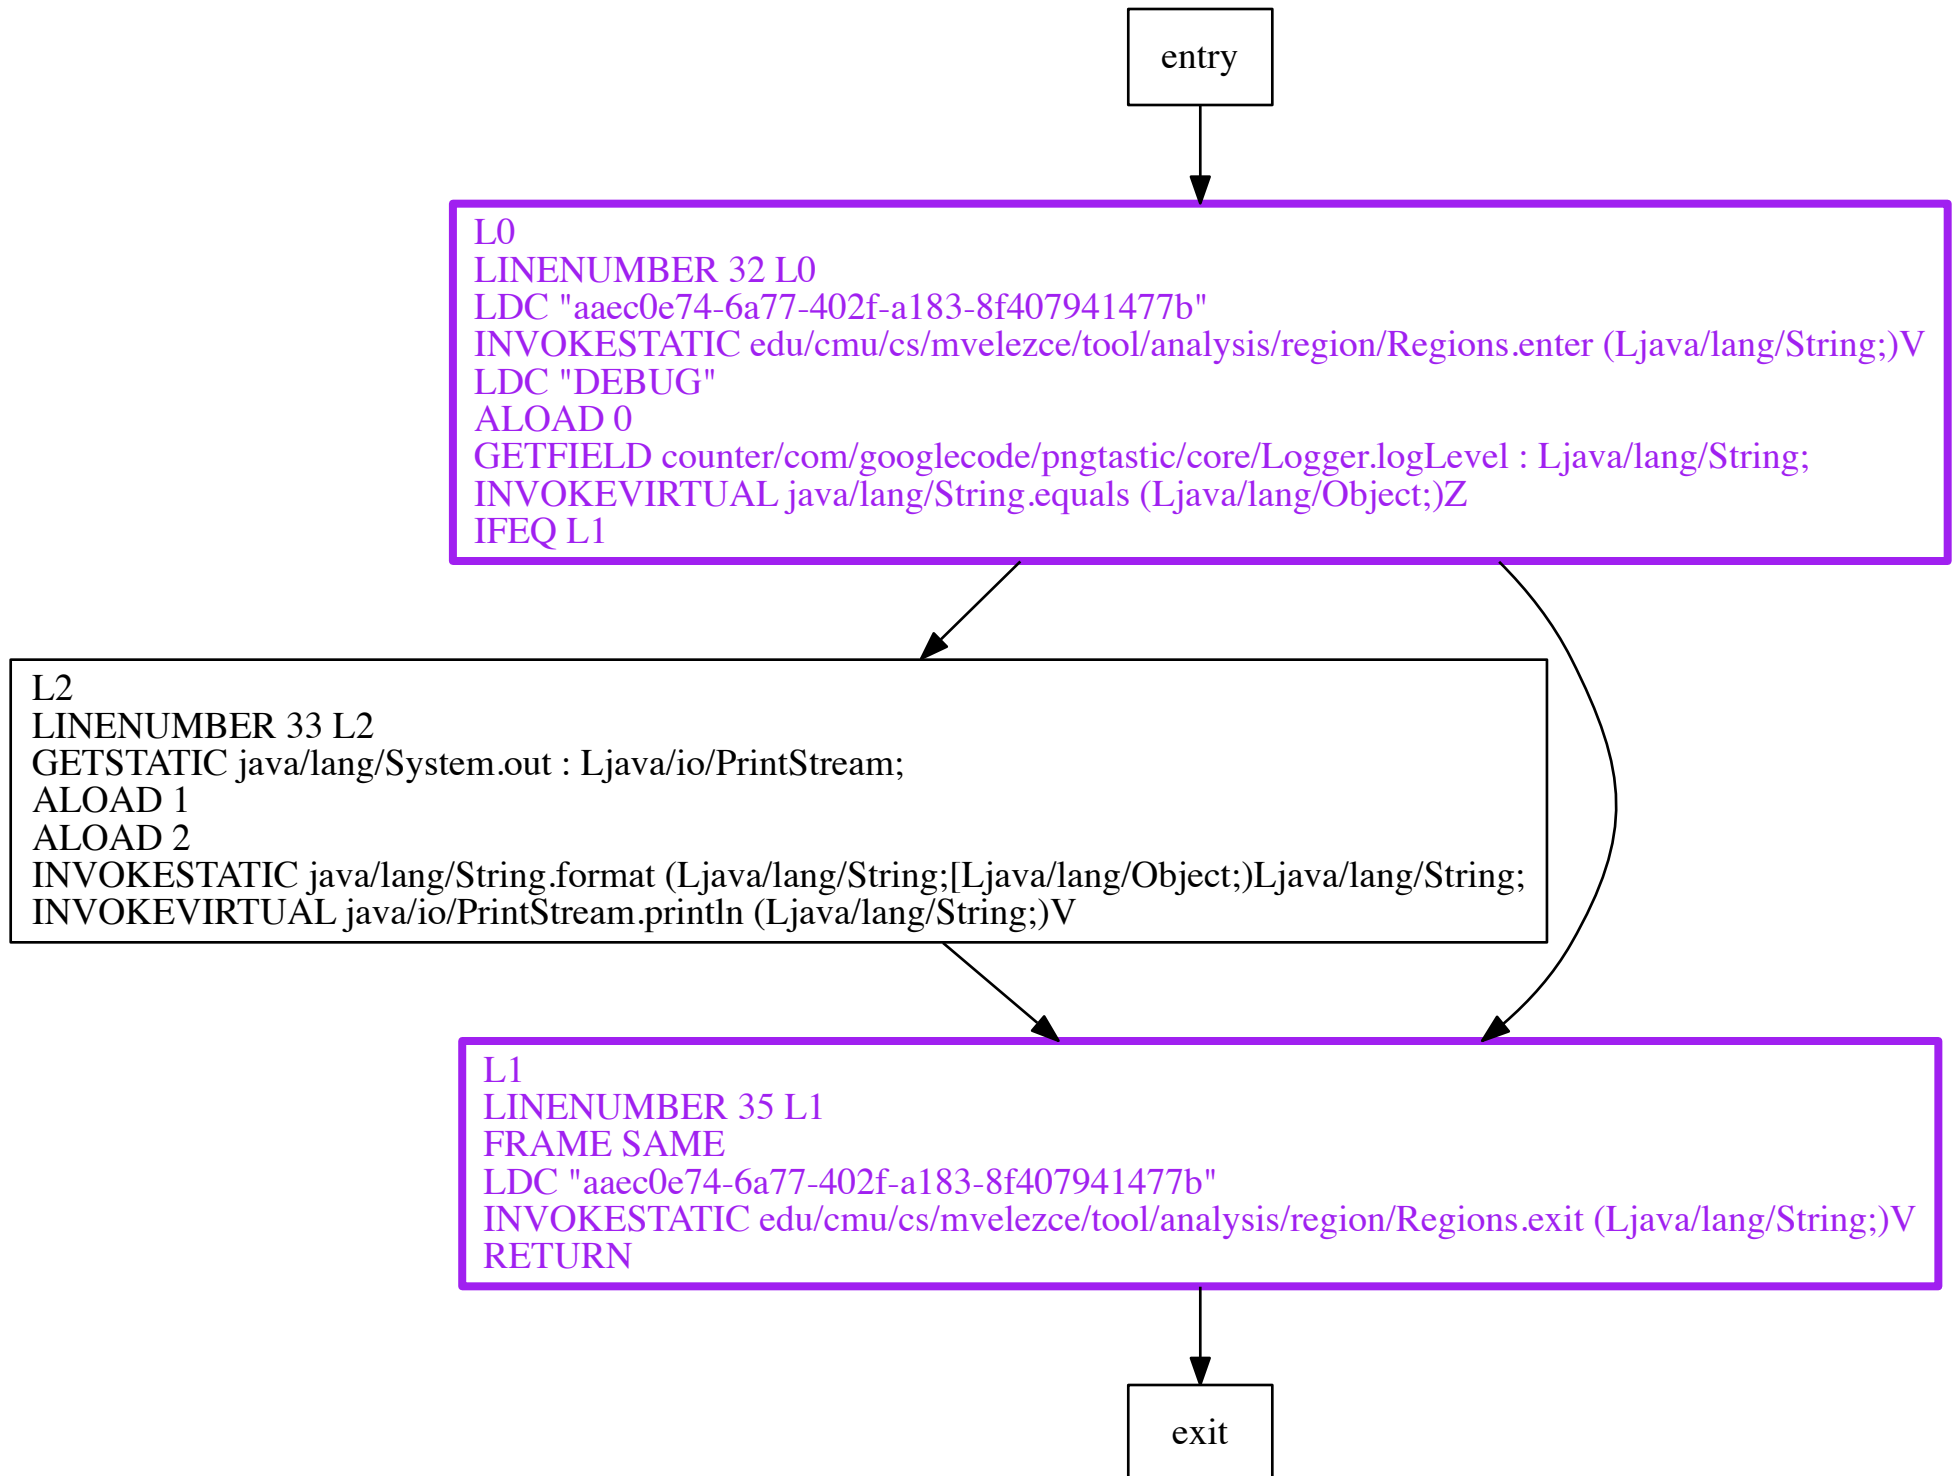 entry
L0
LINENUMBER 32 L0
LDC "aaec0e74-6a77-402f-a183-8f407941477b"
INVOKESTATIC edu/cmu/cs/mvelezce/tool/analysis/region/Regions.enter (Ljava/lang/String;)V
LDC "DEBUG"
ALOAD 0
GETFIELD counter/com/googlecode/pngtastic/core/Logger.logLevel : Ljava/lang/String;
INVOKEVIRTUAL java/lang/String.equals (Ljava/lang/Object;)Z
IFEQ L1
L2
LINENUMBER 33 L2
GETSTATIC java/lang/System.out : Ljava/io/PrintStream;
ALOAD 1
ALOAD 2
INVOKESTATIC java/lang/String.format (Ljava/lang/String;[Ljava/lang/Object;)Ljava/lang/String;
INVOKEVIRTUAL java/io/PrintStream.println (Ljava/lang/String;)V
L1
LINENUMBER 35 L1
FRAME SAME
LDC "aaec0e74-6a77-402f-a183-8f407941477b"
INVOKESTATIC edu/cmu/cs/mvelezce/tool/analysis/region/Regions.exit (Ljava/lang/String;)V
RETURN
exit